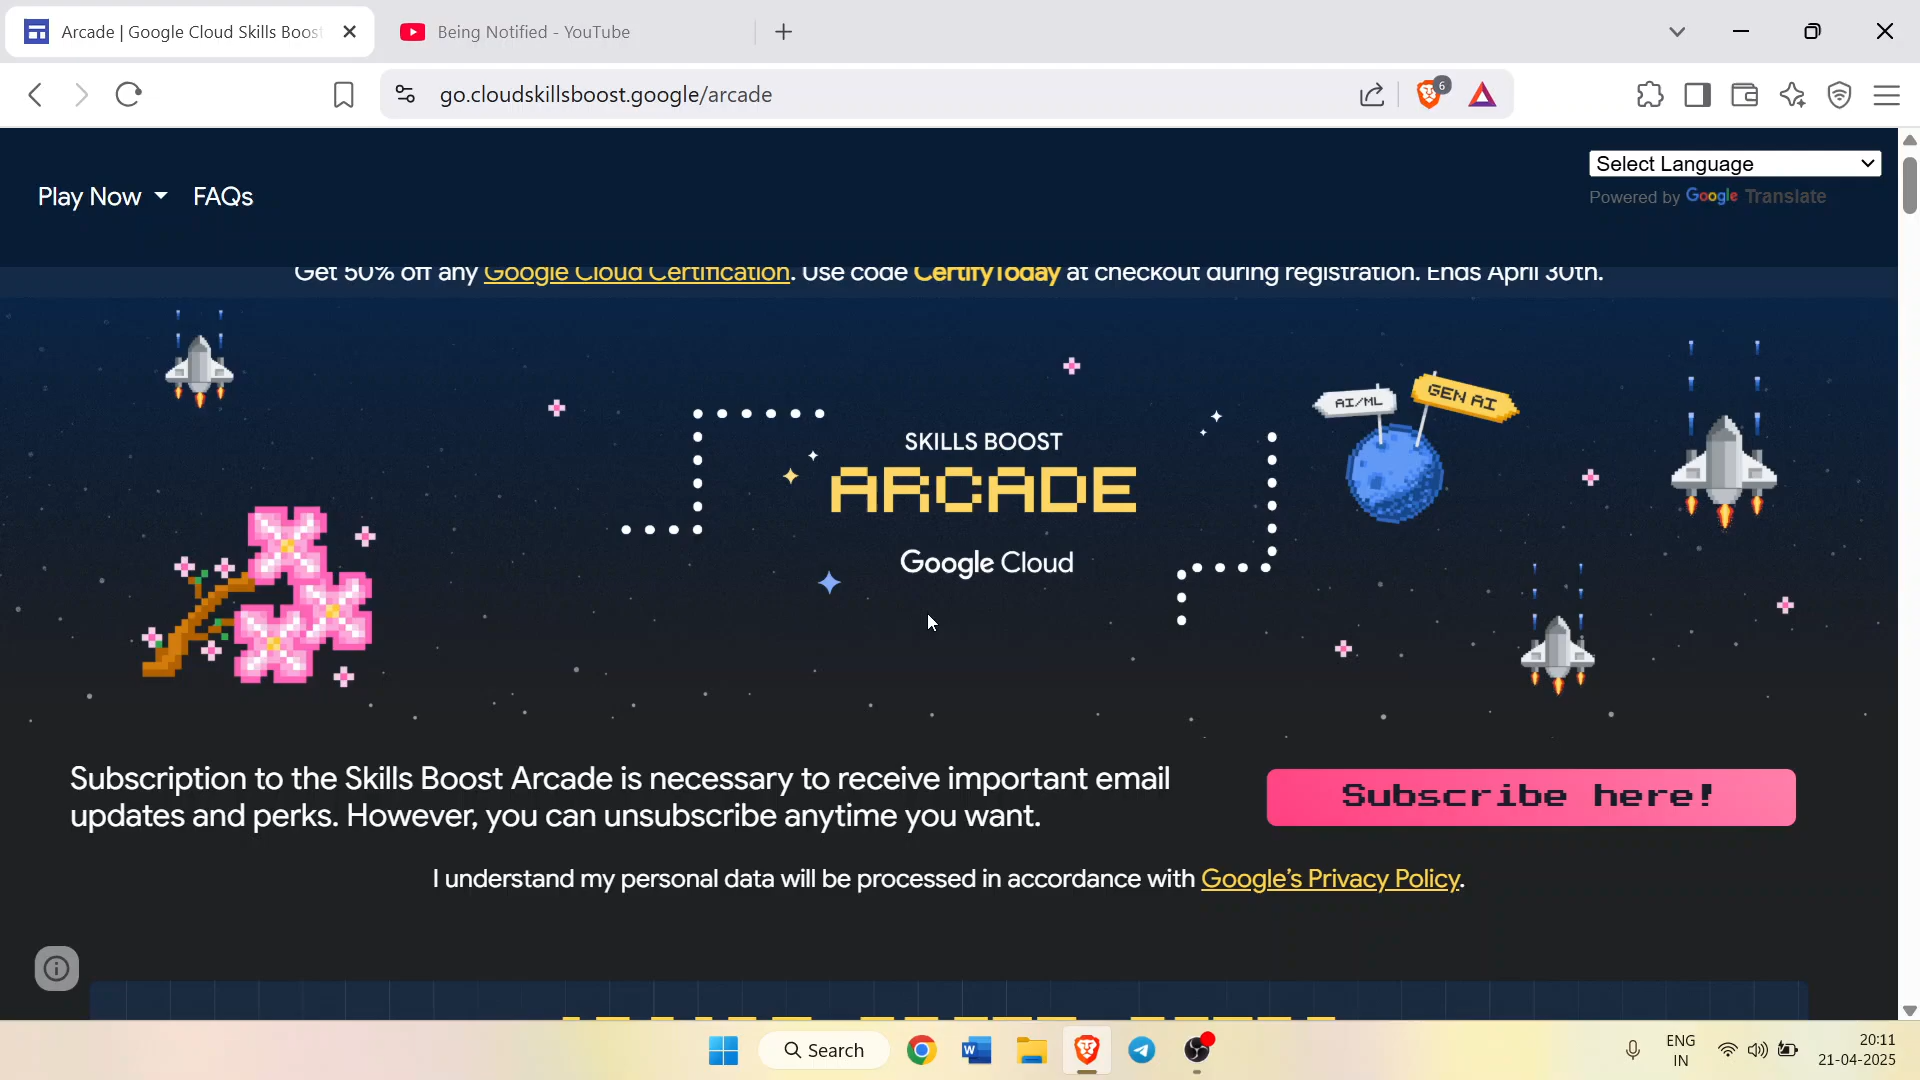 Arcade | Google Cloud Skills Boost
Being Notified - YouTube
go.cloudskillsboost.google/arcade
6
Play Now
FAQs
Select Language
Powered by Google Translate
Get 50% off any Google Cloud Certification. Use code CertifyToday at checkout during registration. Ends April 30th.
AI/ML
GEN AI
SKILLS BOOST
ARCADE
Google Cloud
Subscription to the Skills Boost Arcade is necessary to receive important email
updates and perks. However, you can unsubscribe anytime you want.
Subscribe here!
I understand my personal data will be processed in accordance with Google's Privacy Policy.
Search
ENG
IN
20:11
21-04-2025